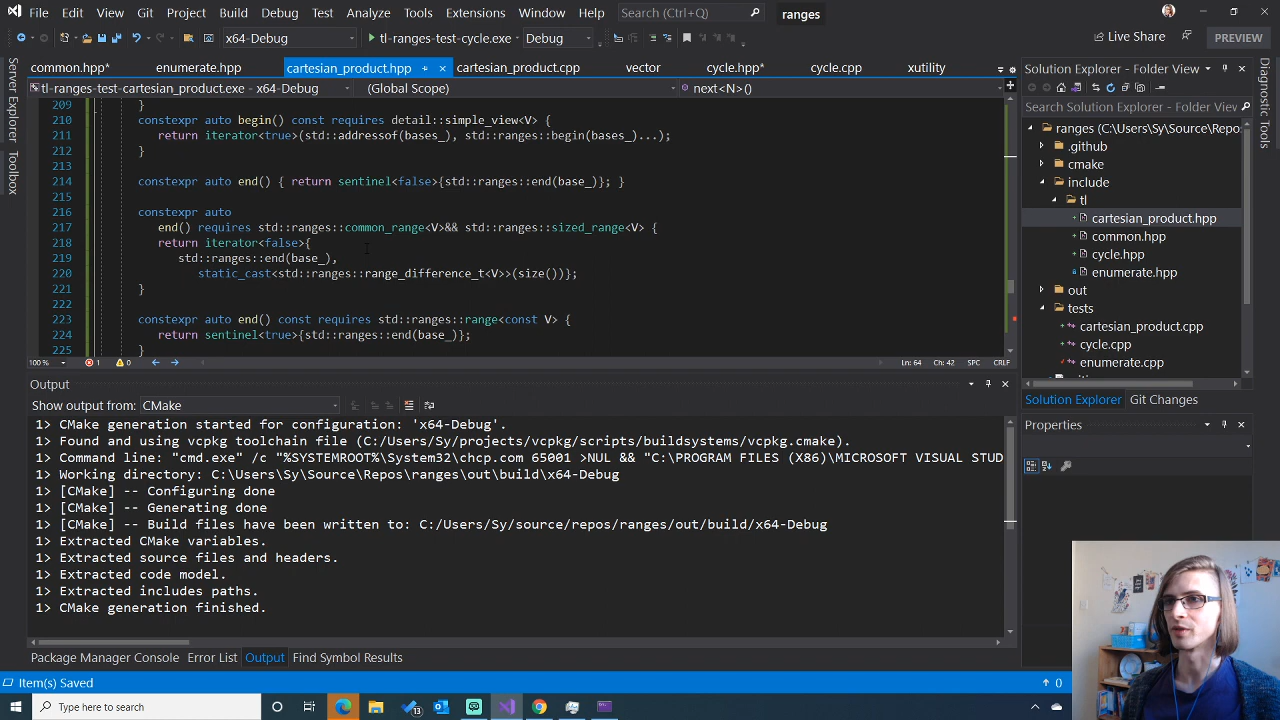 File Edit View Git Project Build Debug Test Analyze Tools Extensions Window Help Search (Ctrl+Q) ranges
x64-Debug tl-ranges-test-cycle.exe Debug Live Share PREVIEW
common.hpp* enumerate.hpp cartesian_product.hpp cartesian_product.cpp vector cycle.hpp* cycle.cpp xutility
tl-ranges-test-cartesian_product.exe - x64-Debug (Global Scope) next<N>()
209 }
210 constexpr auto begin() const requires detail::simple_view<V> {
211 return iterator<true>(std::addressof(bases_), std::ranges::begin(bases_)...);
212 }
213
214 constexpr auto end() { return sentinel<false>{std::ranges::end(base_)}; }
215
216 constexpr auto
217 end() requires std::ranges::common_range<V>&& std::ranges::sized_range<V> {
218 return iterator<false>{
219 std::ranges::end(base_),
220 static_cast<std::ranges::range_difference_t<V>>(size())};
221 }
222
223 constexpr auto end() const requires std::ranges::range<const V> {
224 return sentinel<true>{std::ranges::end(base_)};
225 }
100 % 1 0 Ln: 64 Ch: 42 SPC CRLF
Output
Show output from: CMake
1> CMake generation started for configuration: 'x64-Debug'.
1> Found and using vcpkg toolchain file (C:/Users/Sy/projects/vcpkg/scripts/buildsystems/vcpkg.cmake).
1> Command line: "cmd.exe" /c "%SYSTEMROOT%\System32\chcp.com 65001 >NUL && "C:\PROGRAM FILES (X86)\MICROSOFT VISUAL STUD
1> Working directory: C:\Users\Sy\Source\Repos\ranges\out\build\x64-Debug
1> [CMake] -- Configuring done
1> [CMake] -- Generating done
1> [CMake] -- Build files have been written to: C:/Users/Sy/source/repos/ranges/out/build/x64-Debug
1> Extracted CMake variables.
1> Extracted source files and headers.
1> Extracted code model.
1> Extracted includes paths.
1> CMake generation finished.
Package Manager Console Error List Output Find Symbol Results
Item(s) Saved 0
Type here to search
Server Explorer
Toolbox
Solution Explorer - Folder View
Search Solution Explorer - Folder View
ranges (C:\Users\Sy\Source\Repo
.github
cmake
include
tl
cartesian_product.hpp
common.hpp
cycle.hpp
enumerate.hpp
out
tests
cartesian_product.cpp
cycle.cpp
enumerate.cpp
Solution Explorer Git Changes
Properties
Diagnostic Tools
13